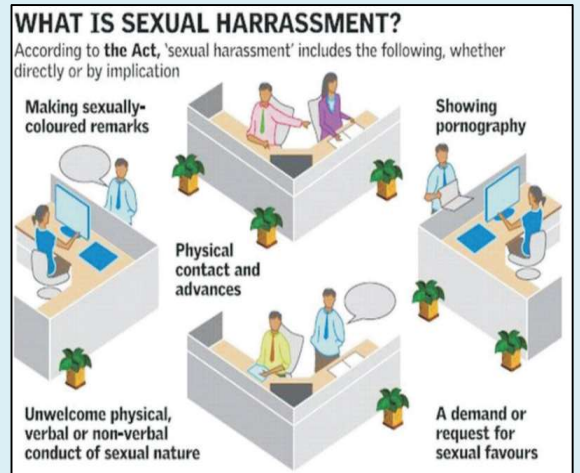 WHAT IS SEXUAL HARRASSMENT?
According to the Act, 'sexual harassment' includes the following, whether
directly or by implication
Making sexually-
coloured remarks
Showing
pornography
Physical
contact and
advances
Unwelcome physical,
verbal or non-verbal
conduct of sexual nature
A demand or
request for
sexual favours